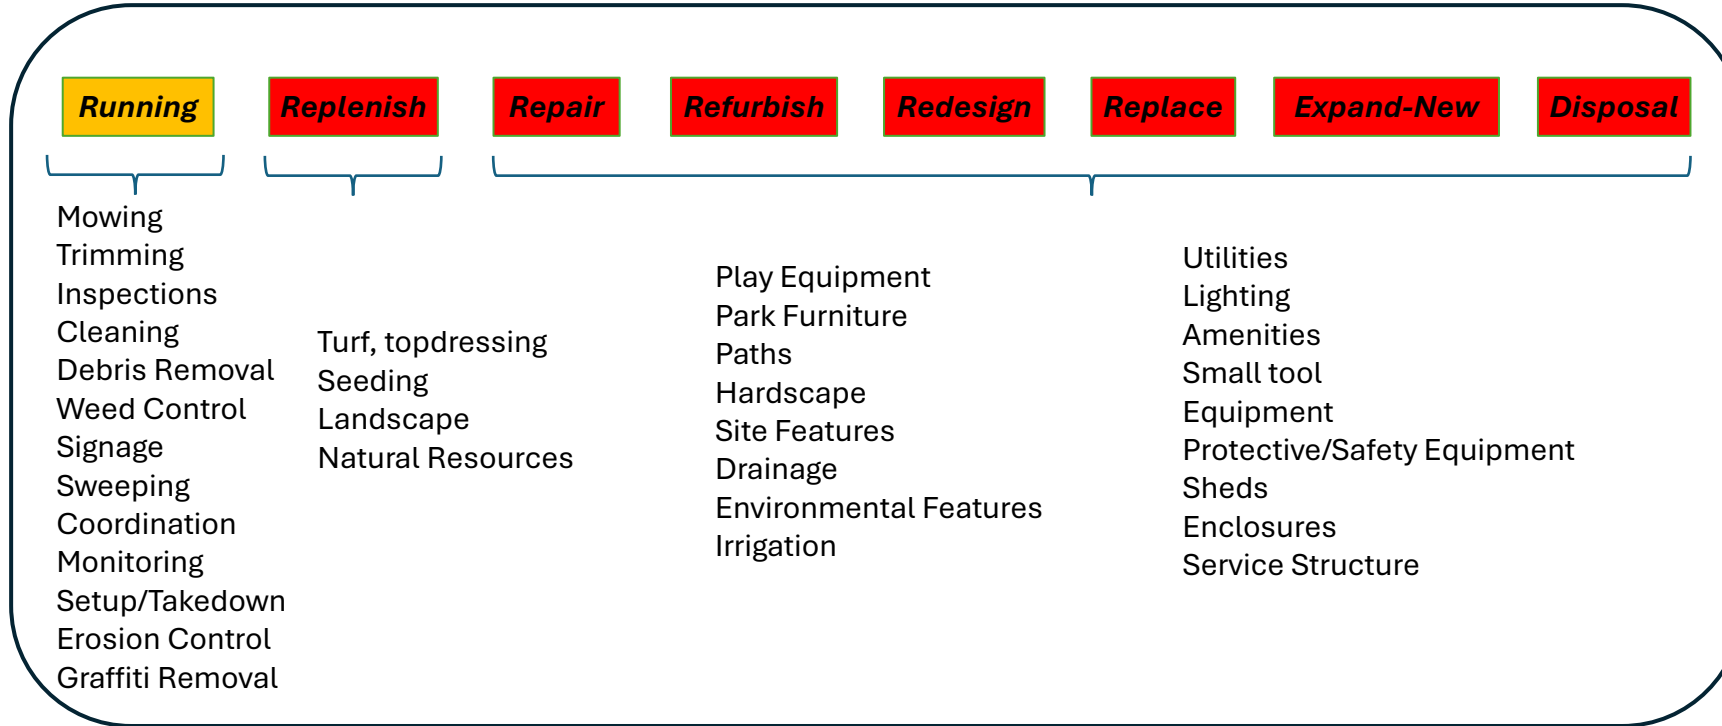 Running
Replenish
Repair
Refurbish
Redesign
Replace
Expand-New
Disposal
Mowing
Trimming
Inspections
Cleaning
Debris Removal
Weed Control
Signage
Sweeping
Coordination
Monitoring
Setup/Takedown
Erosion Control
Graffiti Removal
Turf, topdressing
Seeding
Landscape
Natural Resources
Play Equipment
Park Furniture
Paths
Hardscape
Site Features
Drainage
Environmental Features
Irrigation
Utilities
Lighting
Amenities
Small tool
Equipment
Protective/Safety Equipment
Sheds
Enclosures
Service Structure